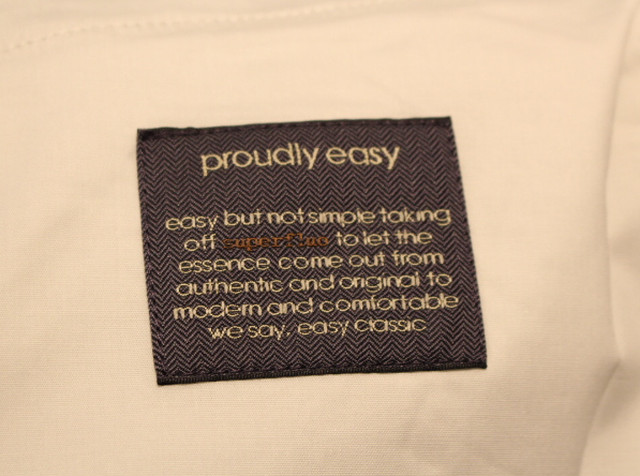 proudly easy
easy but not simple taking
off superfluo to let the
essence come out from
authentic and original to
modern and comfortable
we say, easy classic